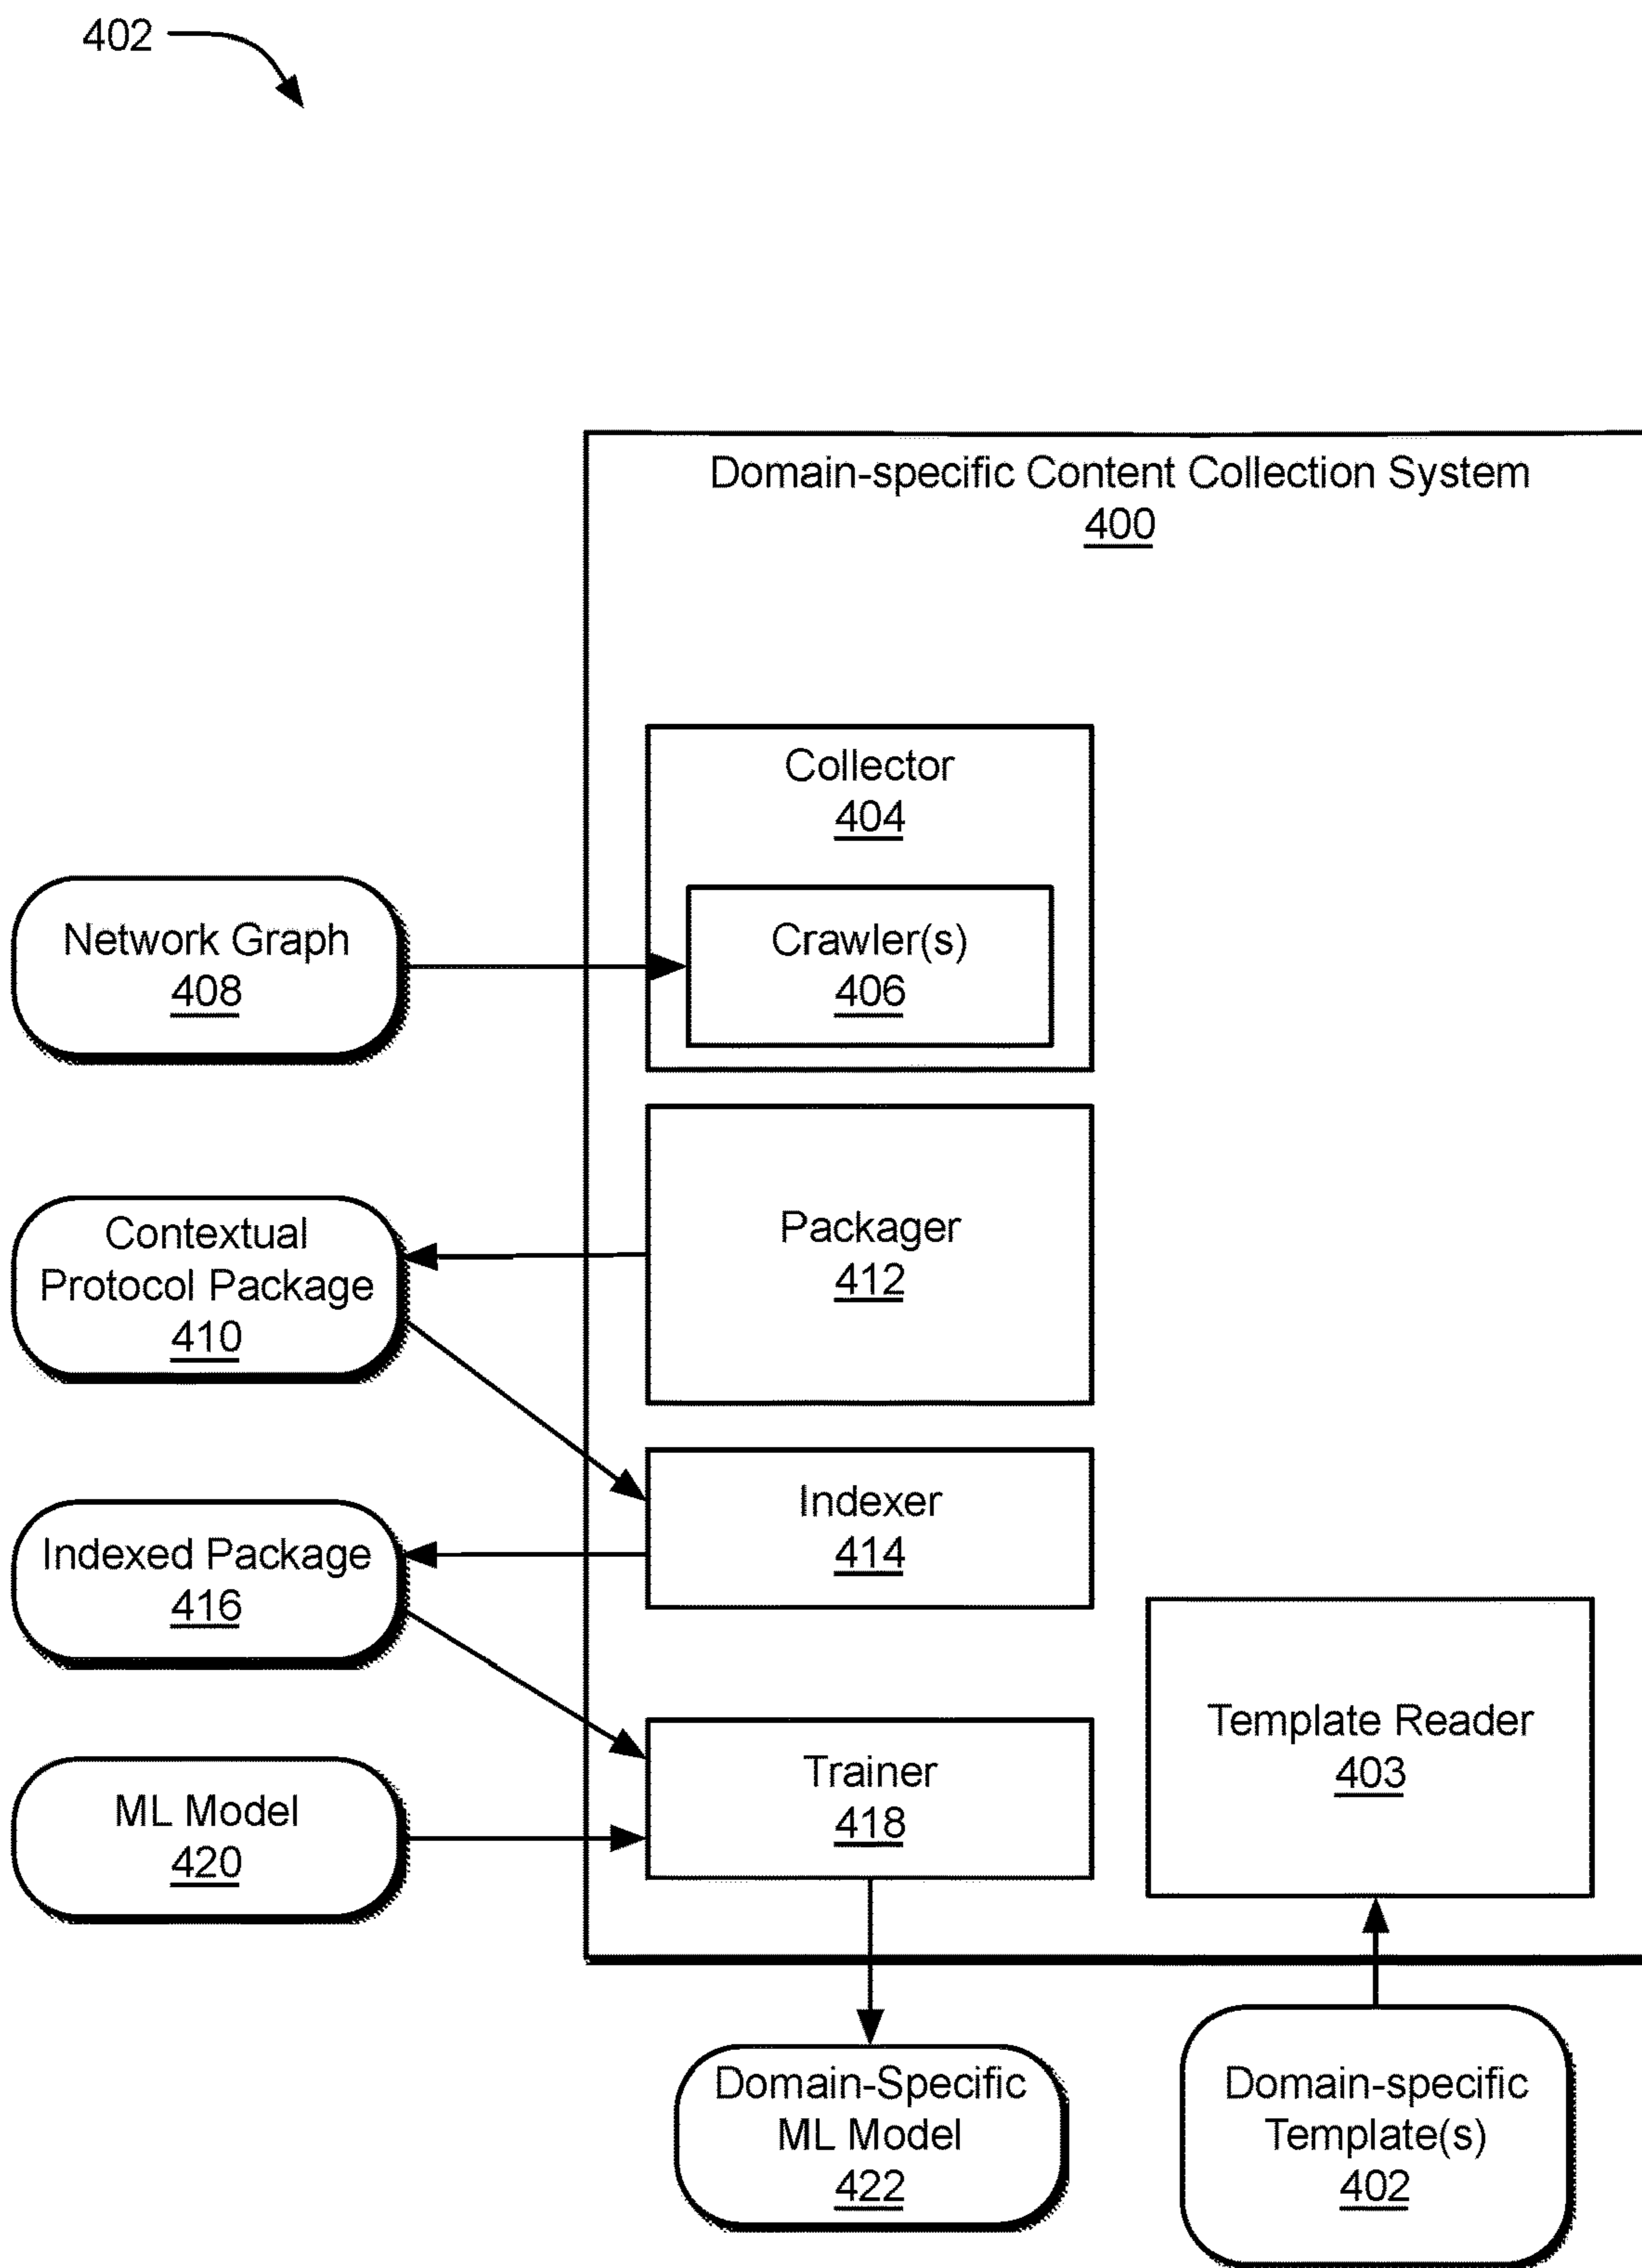 402
Domain-specific Content Collection System
400
Collector
404
Network Graph
408
Crawler(s)
406
Contextual
Protocol Package
410
Packager
412
Indexer
414
Indexed Package
416
Template Reader
403
Trainer
418
ML Model
420
Domain-Specific
ML Model
422
Domain-specific
Template(s)
402